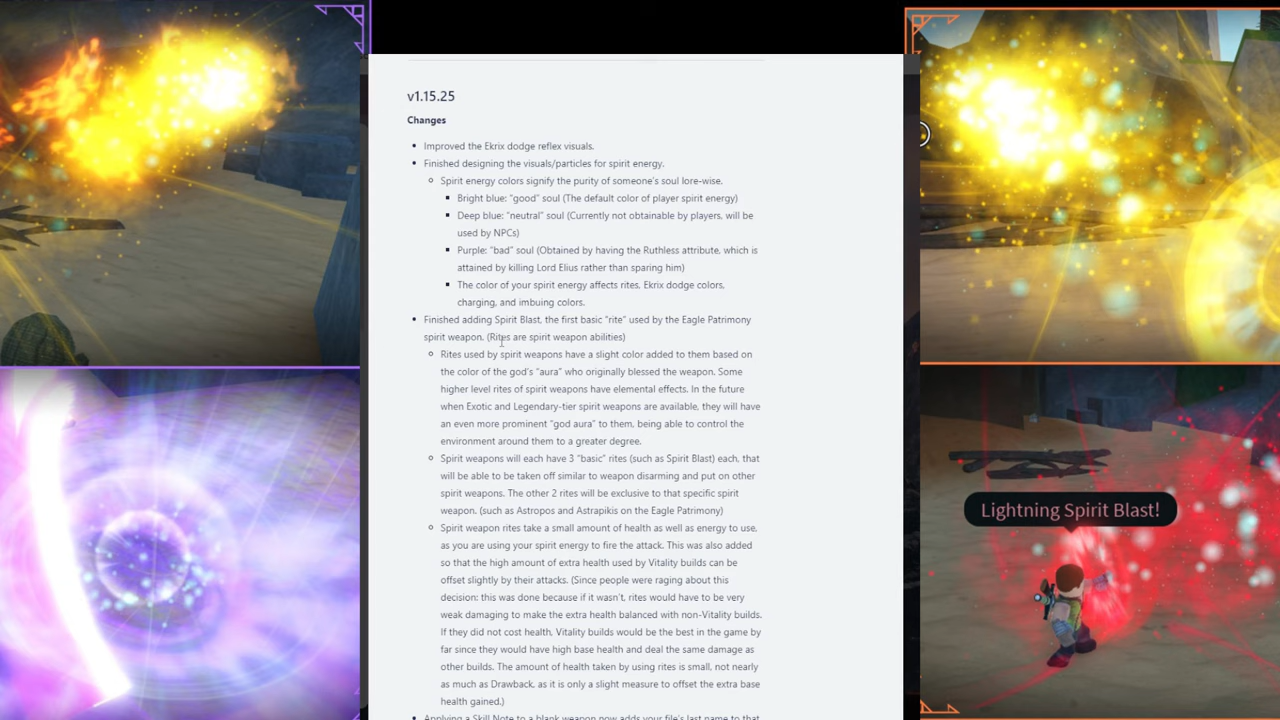 v1.15.25
Changes
Improved the Ekrix dodge reflex visuals.
Finished designing the visuals/particles for spirit energy.
Spirit energy colors signify the purity of someone's soul lore-wise.
Bright blue: "good" soul (The default color of player spirit energy)
Deep blue: "neutral" soul (Currently not obtainable by players, will be
used by NPCs)
Purple: "bad" soul (Obtained by having the Ruthless attribute, which is
attained by killing Lord Elius rather than sparing him)
The color of your spirit energy affects rites, Ekrix dodge colors,
charging, and imbuing colors.
Finished adding Spirit Blast, the first basic "rite" used by the Eagle Patrimony
spirit weapon. (Rites are spirit weapon abilities)
Rites used by spirit weapons have a slight color added to them based on
the color of the god's "aura" who originally blessed the weapon. Some
higher level rites of spirit weapons have elemental effects. In the future
when Exotic and Legendary-tier spirit weapons are available, they will have
an even more prominent "god aura" to them, being able to control the
environment around them to a greater degree.
Spirit weapons will each have 3 "basic" rites (such as Spirit Blast) each, that
will be able to be taken off similar to weapon disarming and put on other
spirit weapons. The other 2 rites will be exclusive to that specific spirit
weapon. (such as Astropos and Astrapikis on the Eagle Patrimony)
Spirit weapon rites take a small amount of health as well as energy to use,
as you are using your spirit energy to fire the attack. This was also added
so that the high amount of extra health used by Vitality builds can be
offset slightly by their attacks. (Since people were raging about this
decision: this was done because if it wasn't, rites would have to be very
weak damaging to make the extra health balanced with non-Vitality builds.
If they did not cost health, Vitality builds would be the best in the game by
far since they would have high base health and deal the same damage as
other builds. The amount of health taken by using rites is small, not nearly
as much as Drawback, as it is only a slight measure to offset the extra base
health gained.)
Applying a Skill Note to a blank weapon now adds your file's last name to that
Lightning Spirit Blast!